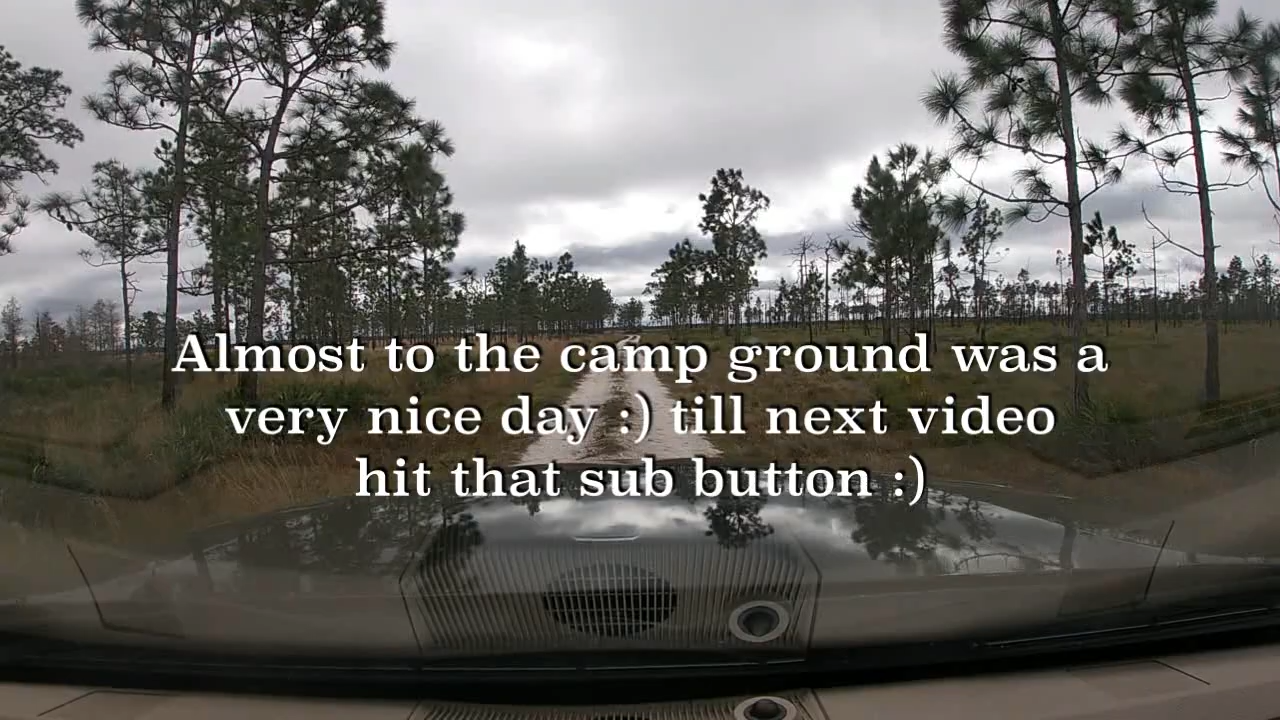 Almost to the camp ground was a
very nice day :) till next video
hit that sub button :)